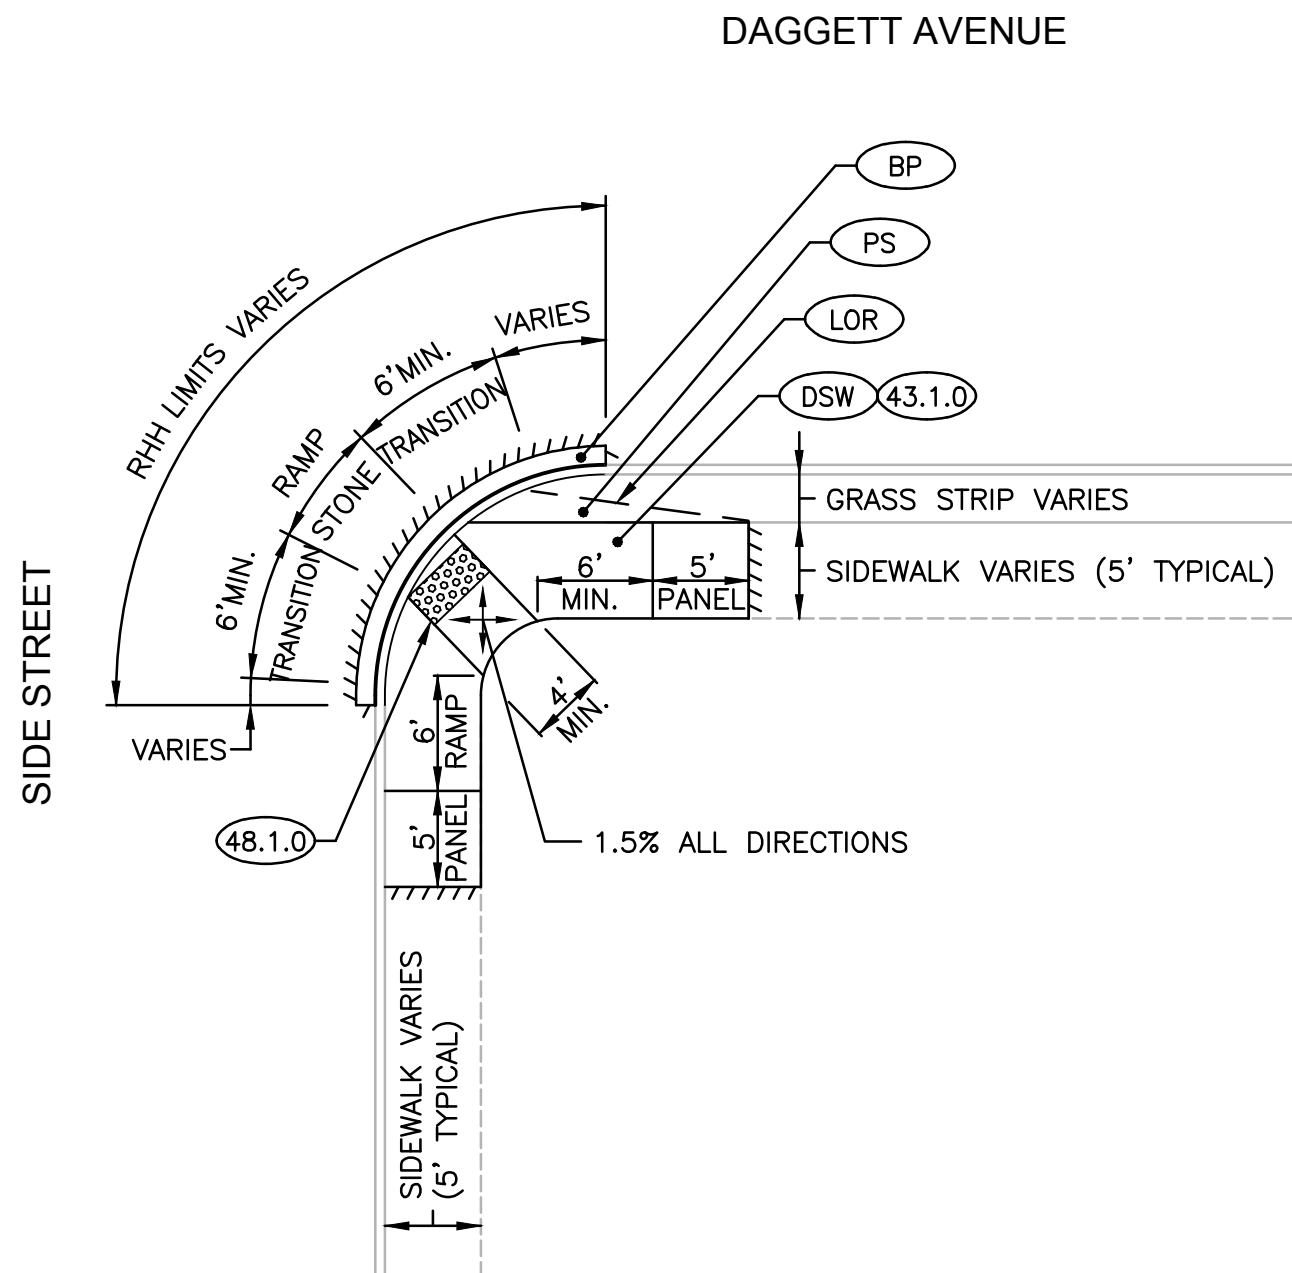 DAGGETT AVENUE
BP
PS
LOR
DSW 43.1.0
RHH LIMITS VARIES
VARIES
6'MIN.
TRANSITION
RAMP
STONE
6'MIN.
TRANSITION
VARIES
GRASS STRIP VARIES
SIDEWALK VARIES (5' TYPICAL)
6'
MIN.
5'
PANEL
4'
MIN.
6'
RAMP
5'
PANEL
48.1.0
1.5% ALL DIRECTIONS
SIDE STREET
SIDEWALK VARIES
(5' TYPICAL)